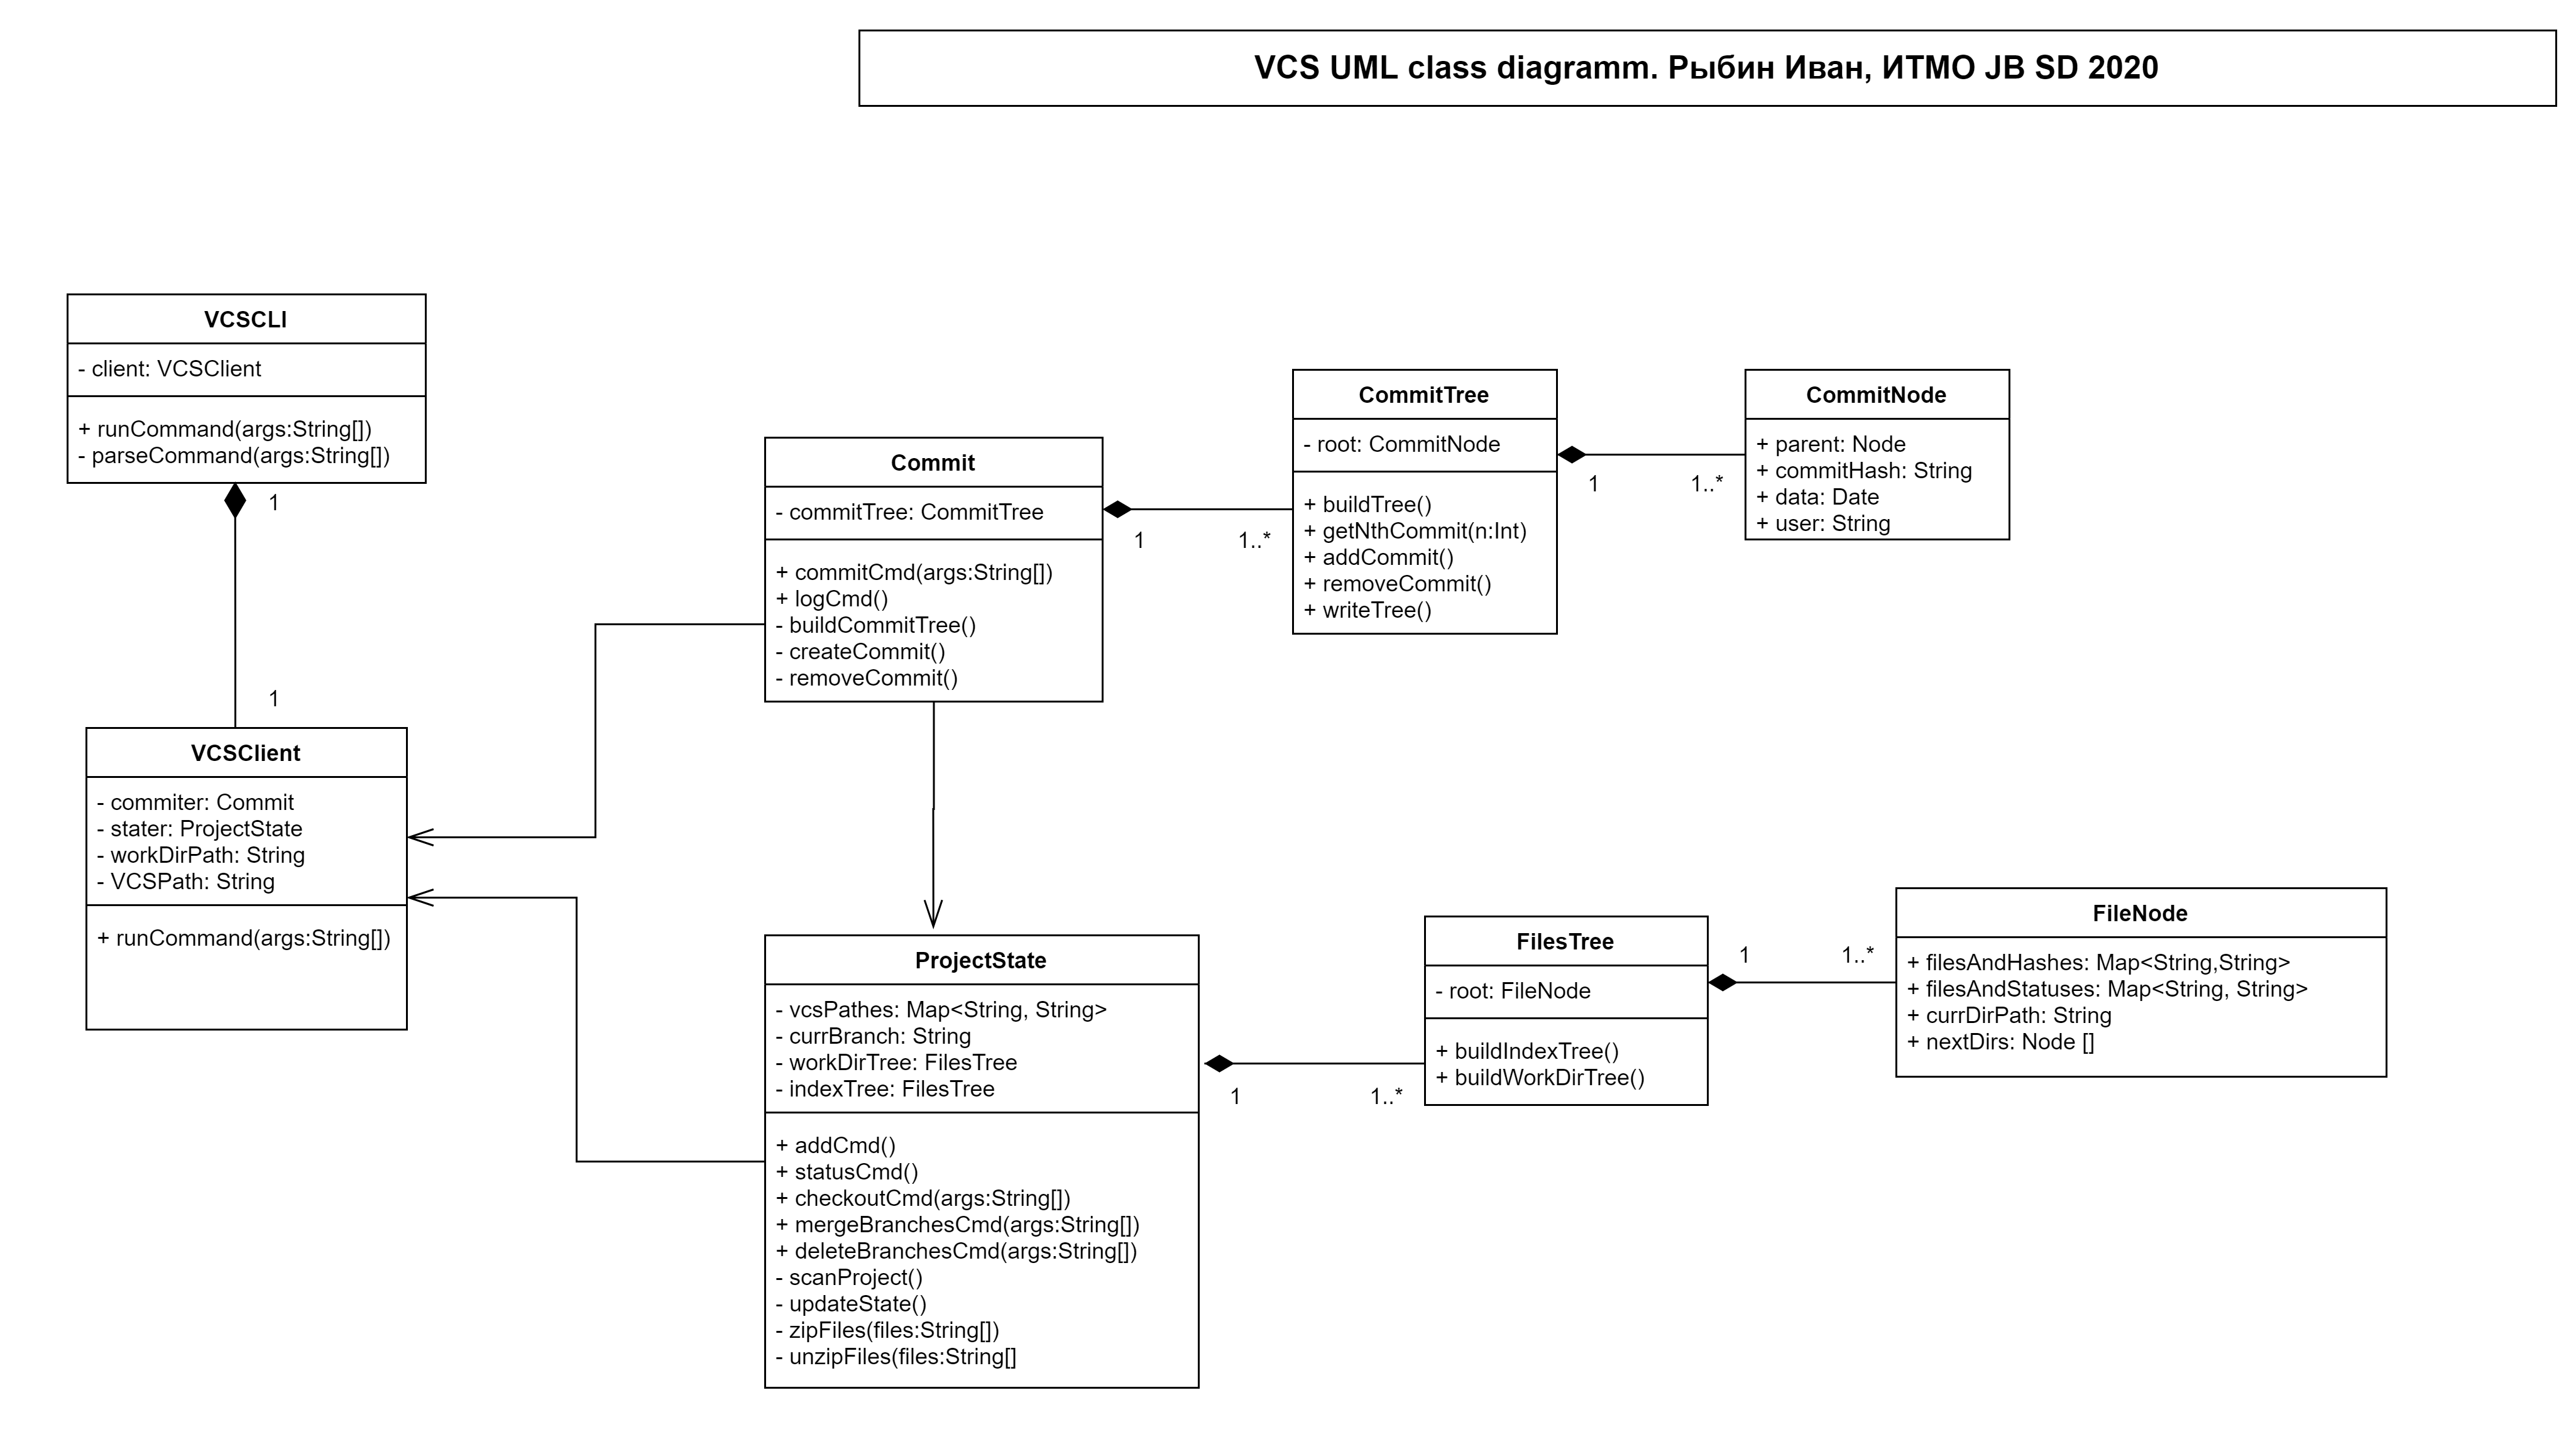 VCS UML class diagramm. Рыбин Иван, ИТМО JB SD 2020
VCSCLI
- client: VCSClient
+ runCommand(args:String[])
- parseCommand(args:String[])
1
1
VCSClient
- commiter: Commit
- stater: ProjectState
- workDirPath: String
- VCSPath: String
+ runCommand(args:String[])
Commit
- commitTree: CommitTree
+ commitCmd(args:String[])
+ logCmd()
- buildCommitTree()
- createCommit()
- removeCommit()
1
1..*
CommitTree
- root: CommitNode
+ buildTree()
+ getNthCommit(n:Int)
+ addCommit()
+ removeCommit()
+ writeTree()
1
1..*
CommitNode
+ parent: Node
+ commitHash: String
+ data: Date
+ user: String
ProjectState
- vcsPathes: Map<String, String>
- currBranch: String
- workDirTree: FilesTree
- indexTree: FilesTree
+ addCmd()
+ statusCmd()
+ checkoutCmd(args:String[])
+ mergeBranchesCmd(args:String[])
+ deleteBranchesCmd(args:String[])
- scanProject()
- updateState()
- zipFiles(files:String[])
- unzipFiles(files:String[]
1
1..*
FilesTree
- root: FileNode
+ buildIndexTree()
+ buildWorkDirTree()
1
1..*
FileNode
+ filesAndHashes: Map<String,String>
+ filesAndStatuses: Map<String, String>
+ currDirPath: String
+ nextDirs: Node []